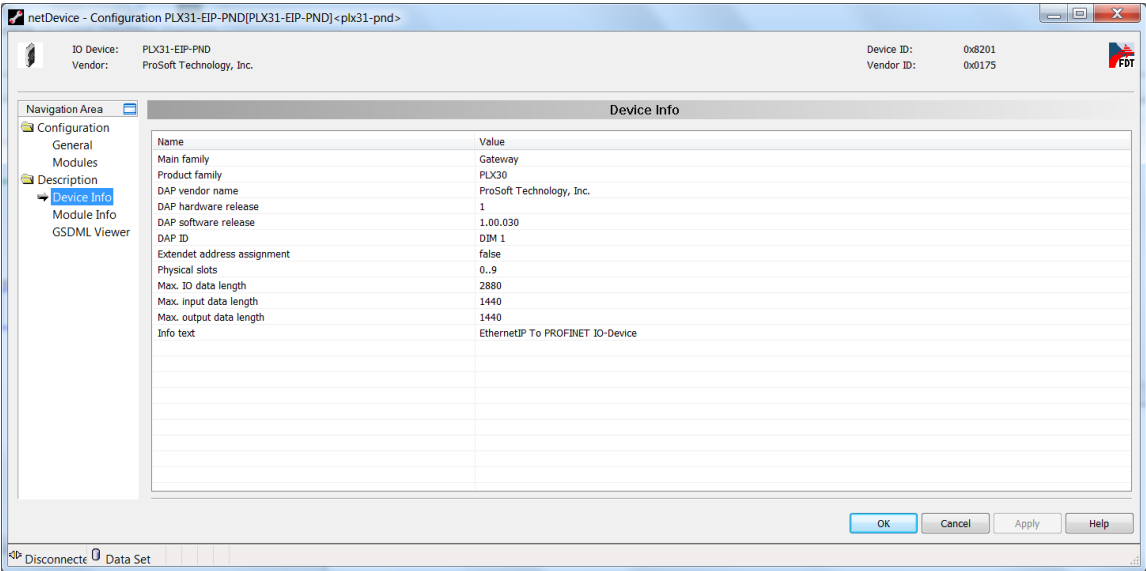 netDevice - Configuration PLX31-EIP-PND[PLX31-EIP-PND]<plx31-pnd>
IO Device: PLX31-EIP-PND Device ID: 0x8201
Vendor: ProSoft Technology, Inc. Vendor ID: 0x0175
FDT
Navigation Area
Configuration
General
Modules
Description
Device Info
Module Info
GSDML Viewer
Device Info
Name Value
Main family Gateway
Product family PLX30
DAP vendor name ProSoft Technology, Inc.
DAP hardware release 1
DAP software release 1.00.030
DAP ID DIM 1
Extendet address assignment false
Physical slots 0..9
Max. IO data length 2880
Max. input data length 1440
Max. output data length 1440
Info text EthernetIP To PROFINET IO-Device
OK Cancel Apply Help
Disconnecte Data Set